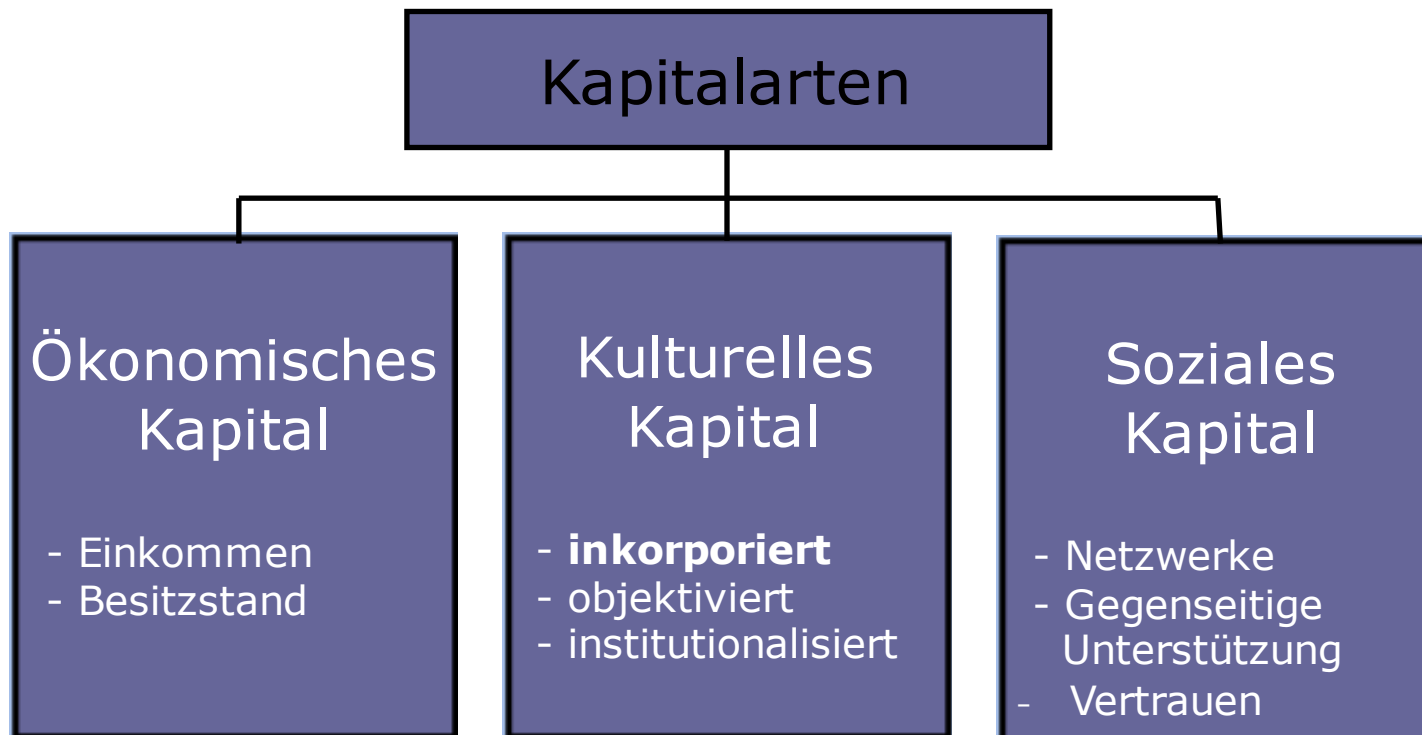 Kapitalarten
Ökonomisches
Kapital
- Einkommen
- Besitzstand
Kulturelles
Kapital
- inkorporiert
- objektiviert
- institutionalisiert
Soziales
Kapital
- Netzwerke
- Gegenseitige
Unterstützung
- Vertrauen